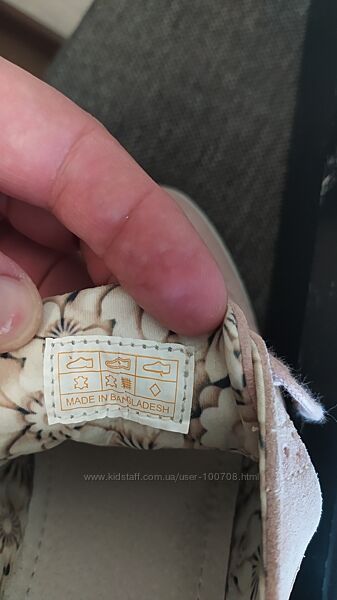 MADE IN BANGLADESH
www.kidstaff.com.ua/user-100708.html